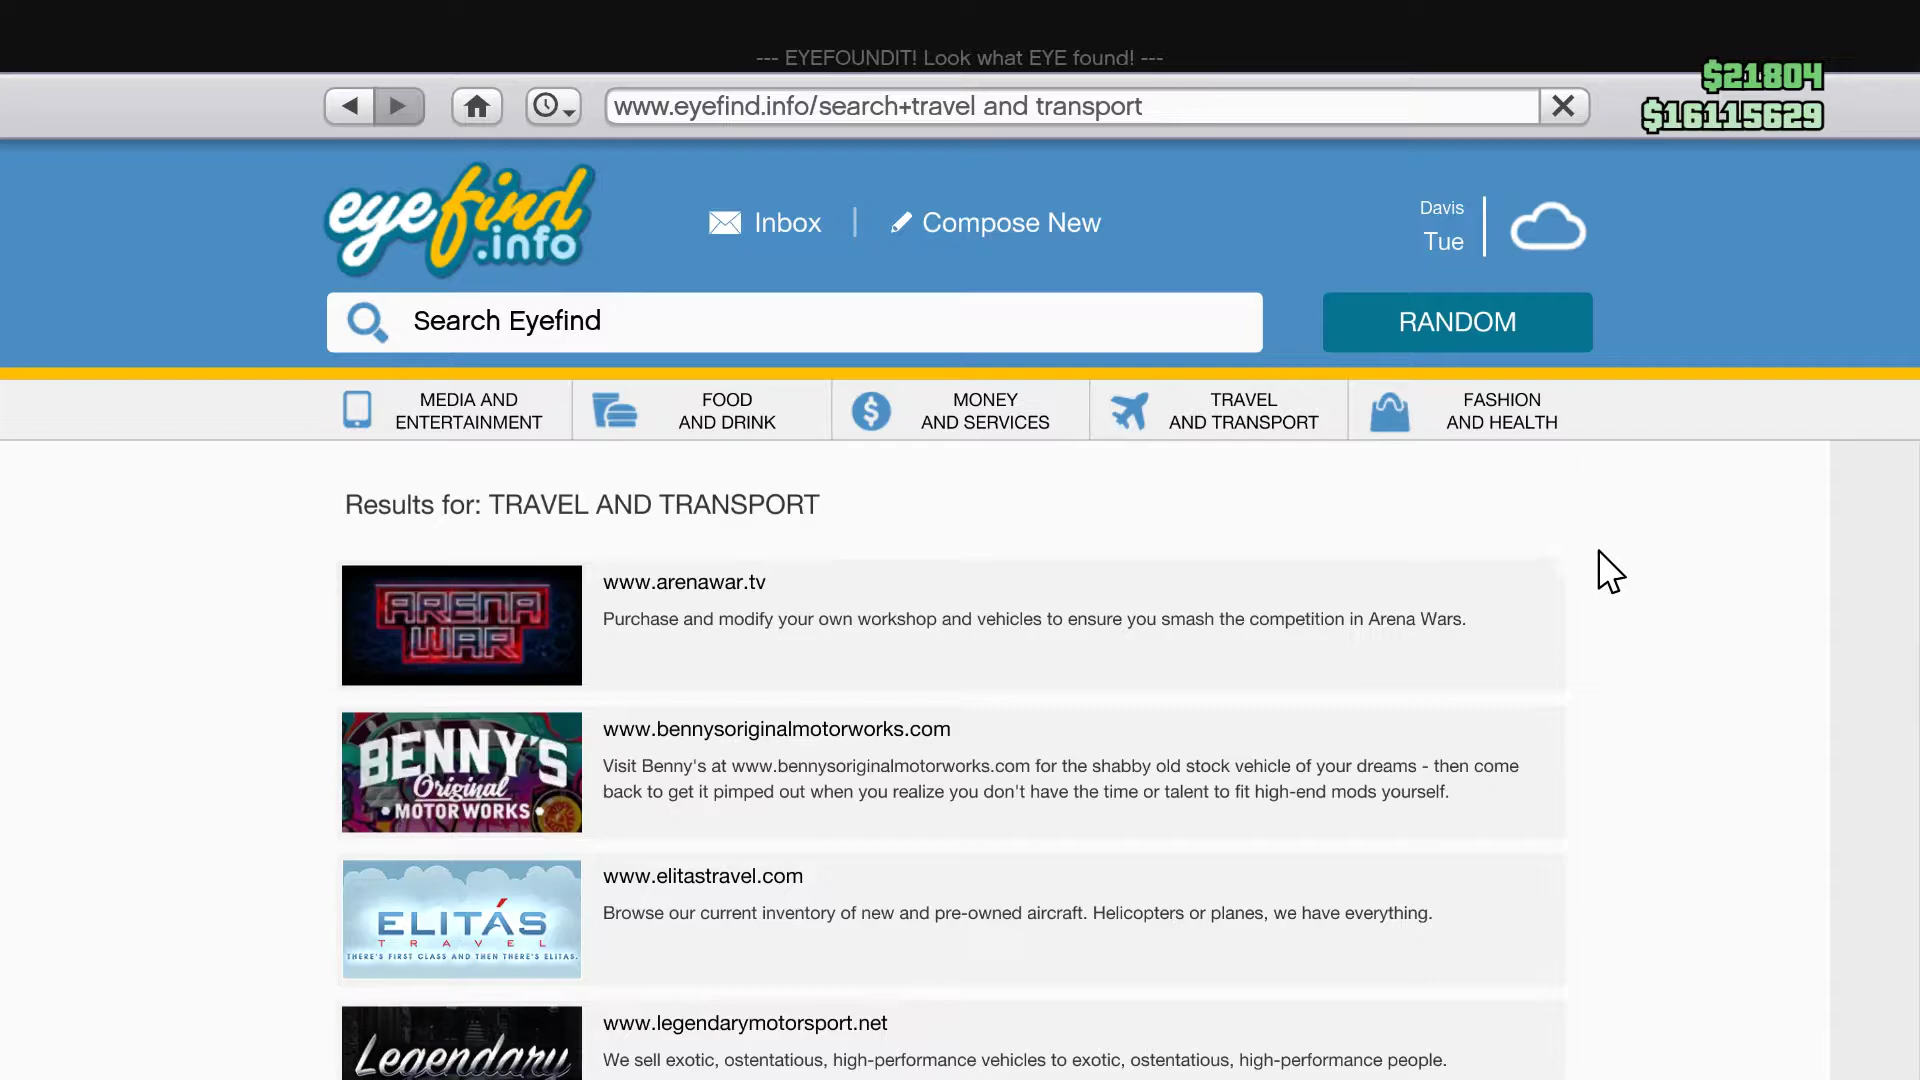 --- EYEFOUNDIT! Look what EYE found! ---
www.eyefind.info/search+travel and transport
$21804
$16115629
eyefind
.info
Inbox
Compose New
Davis
Tue
Search Eyefind
RANDOM
MEDIA AND
ENTERTAINMENT
FOOD
AND DRINK
MONEY
AND SERVICES
TRAVEL
AND TRANSPORT
FASHION
AND HEALTH
Results for: TRAVEL AND TRANSPORT
ARENA
WAR
www.arenawar.tv
Purchase and modify your own workshop and vehicles to ensure you smash the competition in Arena Wars.
BENNY'S
Original
•MOTOR WORKS•
www.bennysoriginalmotorworks.com
Visit Benny's at www.bennysoriginalmotorworks.com for the shabby old stock vehicle of your dreams - then come
back to get it pimped out when you realize you don't have the time or talent to fit high-end mods yourself.
ELITÁS
TRAVEL
THERE'S FIRST CLASS AND THEN THERE'S ELITAS.
www.elitastravel.com
Browse our current inventory of new and pre-owned aircraft. Helicopters or planes, we have everything.
Legendary
www.legendarymotorsport.net
We sell exotic, ostentatious, high-performance vehicles to exotic, ostentatious, high-performance people.